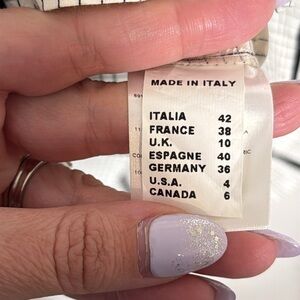 MADE IN ITALY
ITALIA 42
FRANCE 38
U.K. 10
ESPAGNE 40
GERMANY 36
U.S.A. 4
CANADA 6